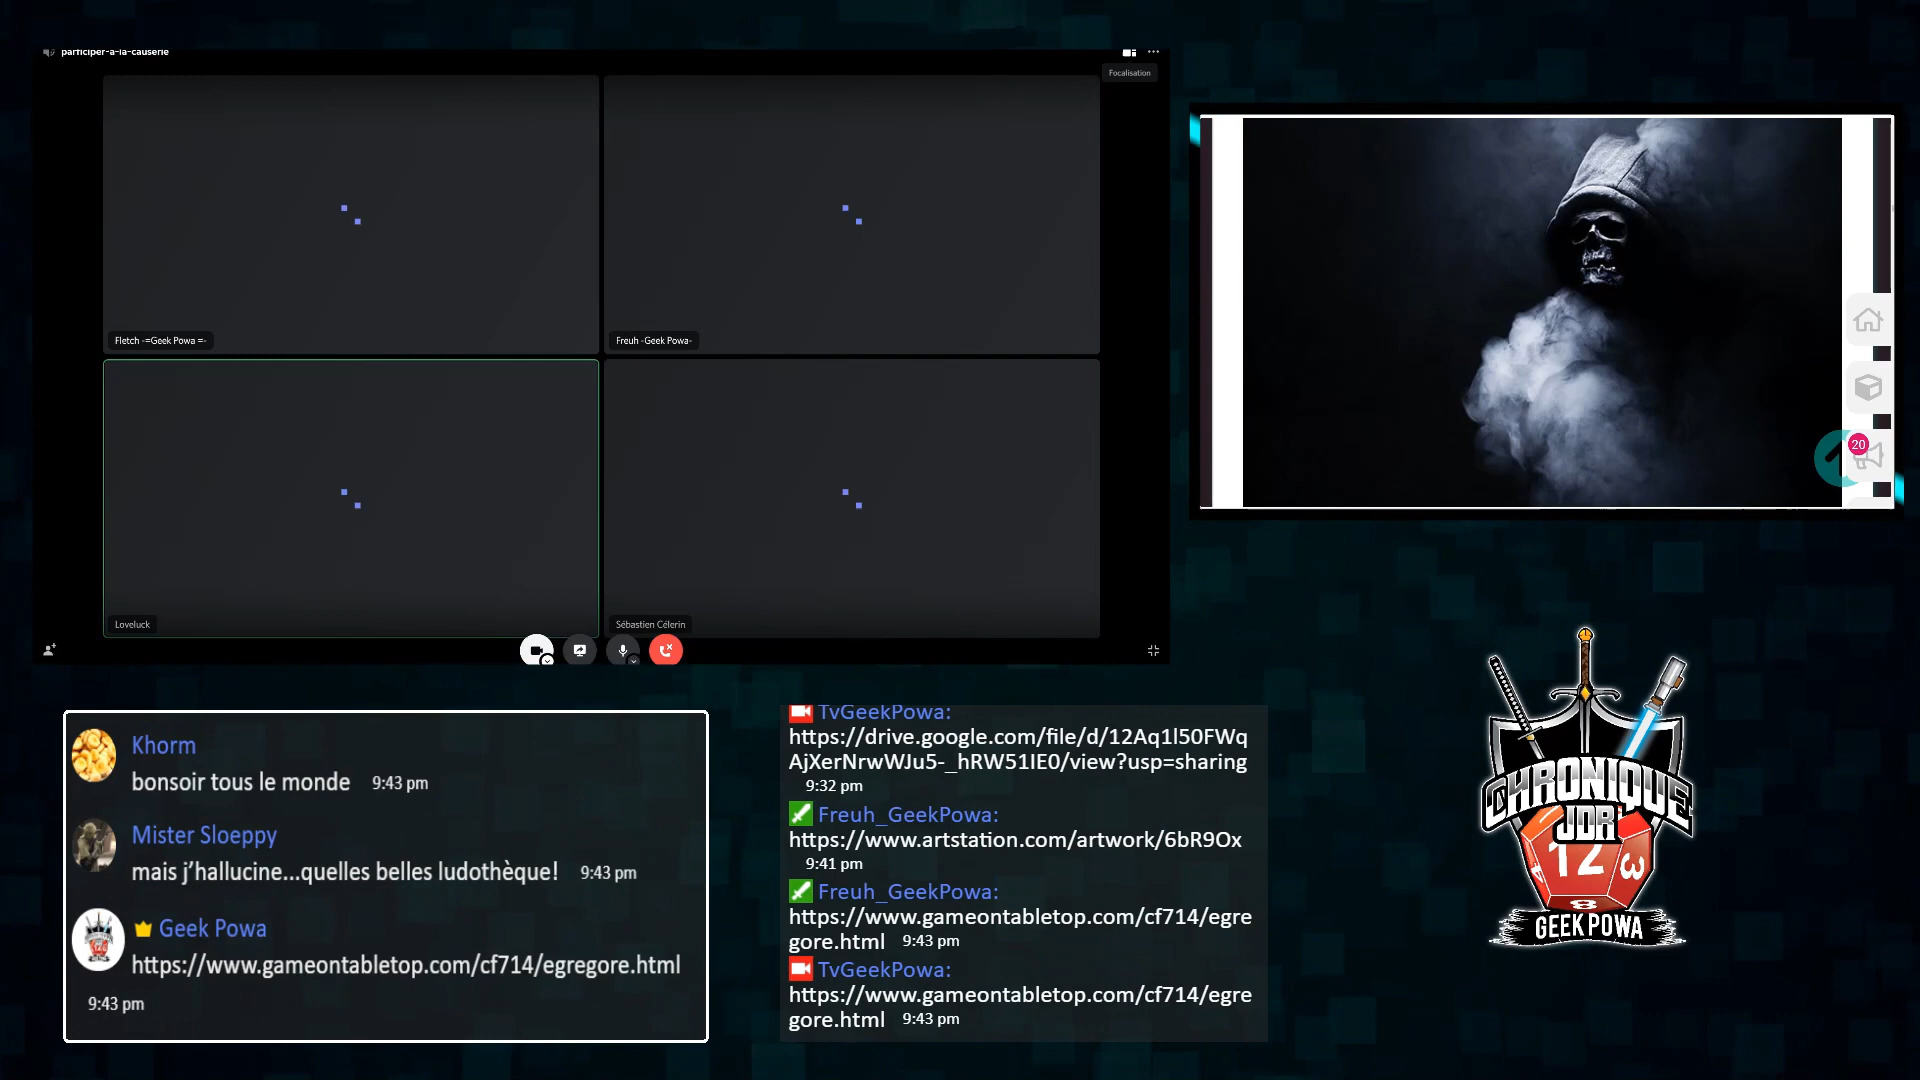 participer-a-la-causerie
Focalisation
Fletch -=Geek Powa =-
Freuh -Geek Powa-
Loveluck
Sébastien Célerin
20
Khorm
bonsoir tous le monde 9:43 pm
Mister Sloeppy
mais j'hallucine...quelles belles ludothèque! 9:43 pm
Geek Powa
https://www.gameontabletop.com/cf714/egregore.html
9:43 pm
TvGeekPowa:
https://drive.google.com/file/d/12Aq1l50FWq
AjXerNrwWJu5-_hRW51IE0/view?usp=sharing
9:32 pm
Freuh_GeekPowa:
https://www.artstation.com/artwork/6bR9Ox
9:41 pm
Freuh_GeekPowa:
https://www.gameontabletop.com/cf714/egre
gore.html 9:43 pm
TvGeekPowa:
https://www.gameontabletop.com/cf714/egre
gore.html 9:43 pm
CHRONIQUE
JDR
12
3
4
8
GEEK POWA